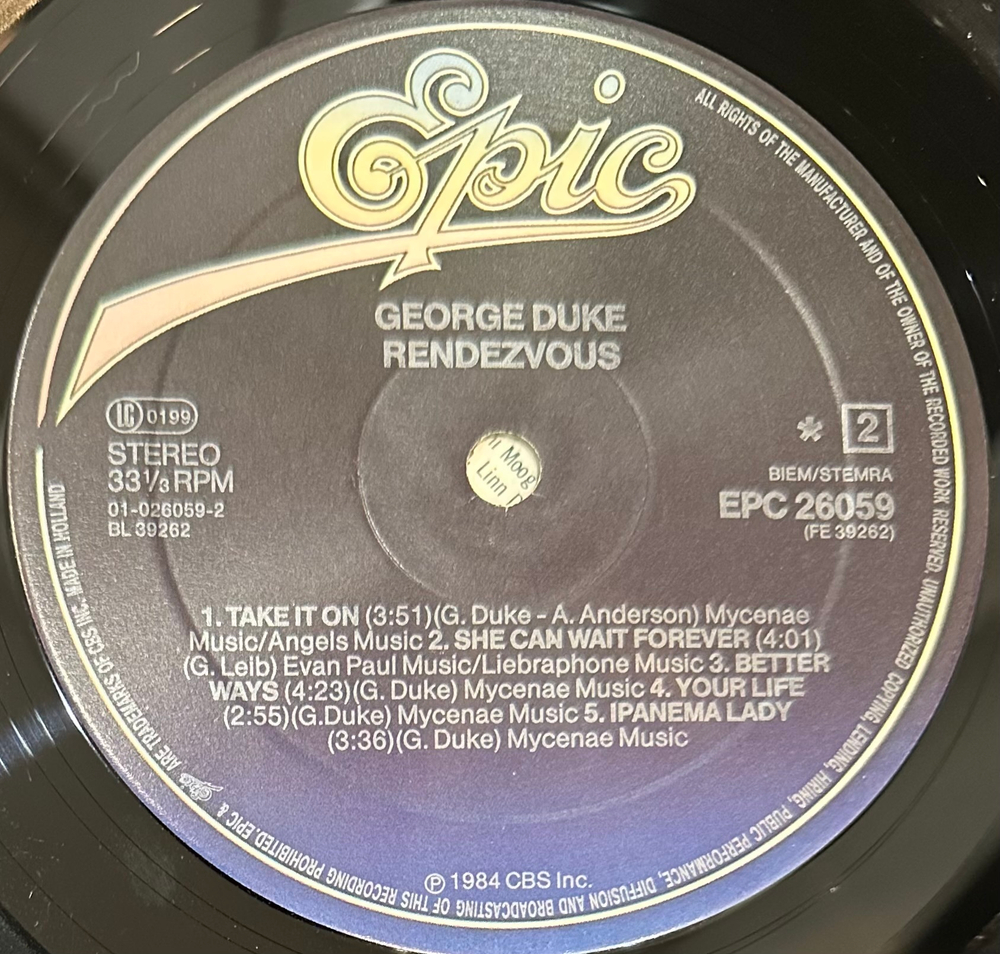 Epic
GEORGE DUKE
RENDEZVOUS
LC 0199
STEREO
33⅓ RPM
01-026059-2
BL 39262
* 2
BIEM/STEMRA
EPC 26059
(FE 39262)
Moog
Linn
1. TAKE IT ON (3:51)(G. Duke - A. Anderson) Mycenae
Music/Angels Music 2. SHE CAN WAIT FOREVER (4:01)
(G. Leib) Evan Paul Music/Liebraphone Music 3. BETTER
WAYS (4:23)(G. Duke) Mycenae Music 4. YOUR LIFE
(2:55)(G.Duke) Mycenae Music 5. IPANEMA LADY
(3:36)(G. Duke) Mycenae Music
℗ 1984 CBS Inc.
ALL RIGHTS OF THE MANUFACTURER AND OF THE OWNER OF THE RECORDED WORK RESERVED. UNAUTHORIZED COPYING, LENDING, HIRING, PUBLIC PERFORMANCE, DIFFUSION AND BROADCASTING OF THIS RECORDING PROHIBITED. EPIC & Epic ARE TRADEMARKS OF CBS INC. MADE IN HOLLAND